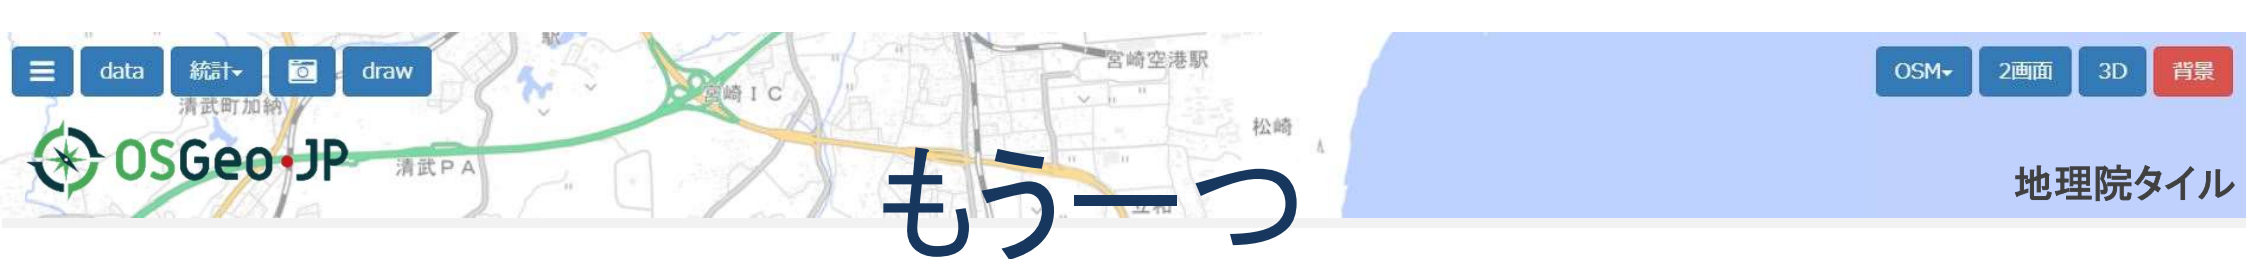 駅
宮崎空港駅
data 統計 draw OSM 2画面 3D 背景
清武町加納
宮崎IC
松崎
OSGeo・JP
清武PA
もう一つ
地理院タイル